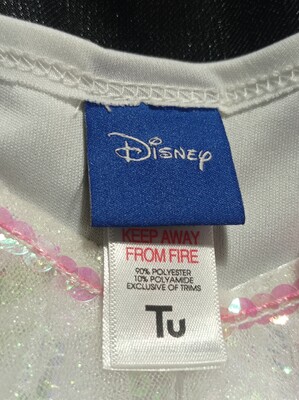 Disney
KEEP AWAY
FROM FIRE
90% POLYESTER
10% POLYAMIDE
EXCLUSIVE OF TRIMS
Tu